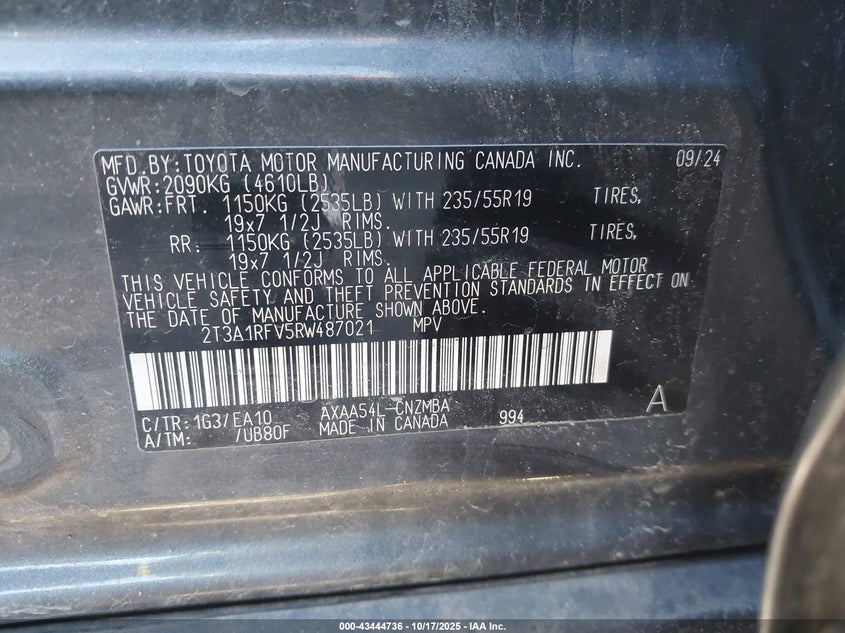 MFD.BY:TOYOTA MOTOR MANUFACTURING CANADA INC. 09/24
GVWR:2090KG (4610LB)
GAWR:FRT. 1150KG (2535LB) WITH 235/55R19 TIRES,
19x7 1/2J RIMS.
RR: 1150KG (2535LB) WITH 235/55R19 TIRES,
19x7 1/2J RIMS.
THIS VEHICLE CONFORMS TO ALL APPLICABLE FEDERAL MOTOR
VEHICLE SAFETY AND THEFT PREVENTION STANDARDS IN EFFECT ON
THE DATE OF MANUFACTURE SHOWN ABOVE.
2T3A1RFV5RW487021 MPV
C/TR: 1G3/EA10 AXAA54L-CNZMBA
A/TM: /UB80F MADE IN CANADA 994 A
000-43444736 - 10/17/2025 - IAA Inc.